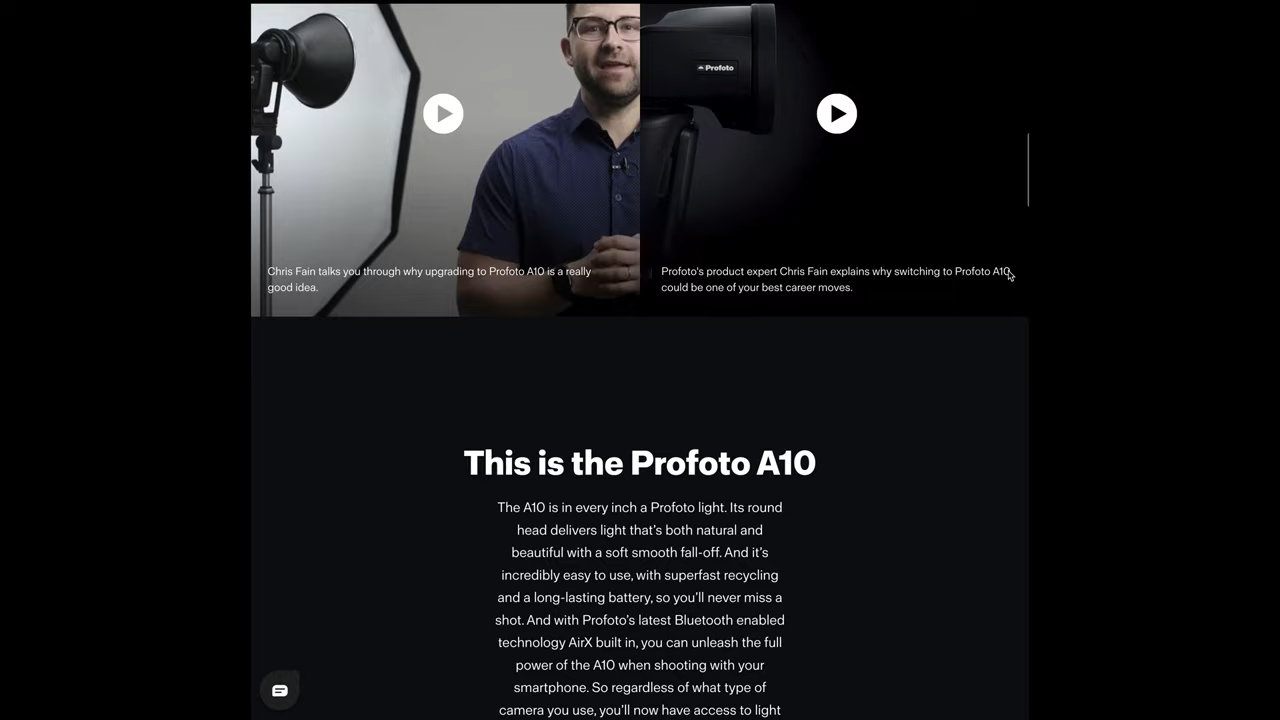 Profoto
Chris Fain talks you through why upgrading to Profoto A10 is a really
good idea.
Profoto's product expert Chris Fain explains why switching to Profoto A10
could be one of your best career moves.
This is the Profoto A10
The A10 is in every inch a Profoto light. Its round
head delivers light that's both natural and
beautiful with a soft smooth fall-off. And it's
incredibly easy to use, with superfast recycling
and a long-lasting battery, so you'll never miss a
shot. And with Profoto's latest Bluetooth enabled
technology AirX built in, you can unleash the full
power of the A10 when shooting with your
smartphone. So regardless of what type of
camera you use, you'll now have access to light